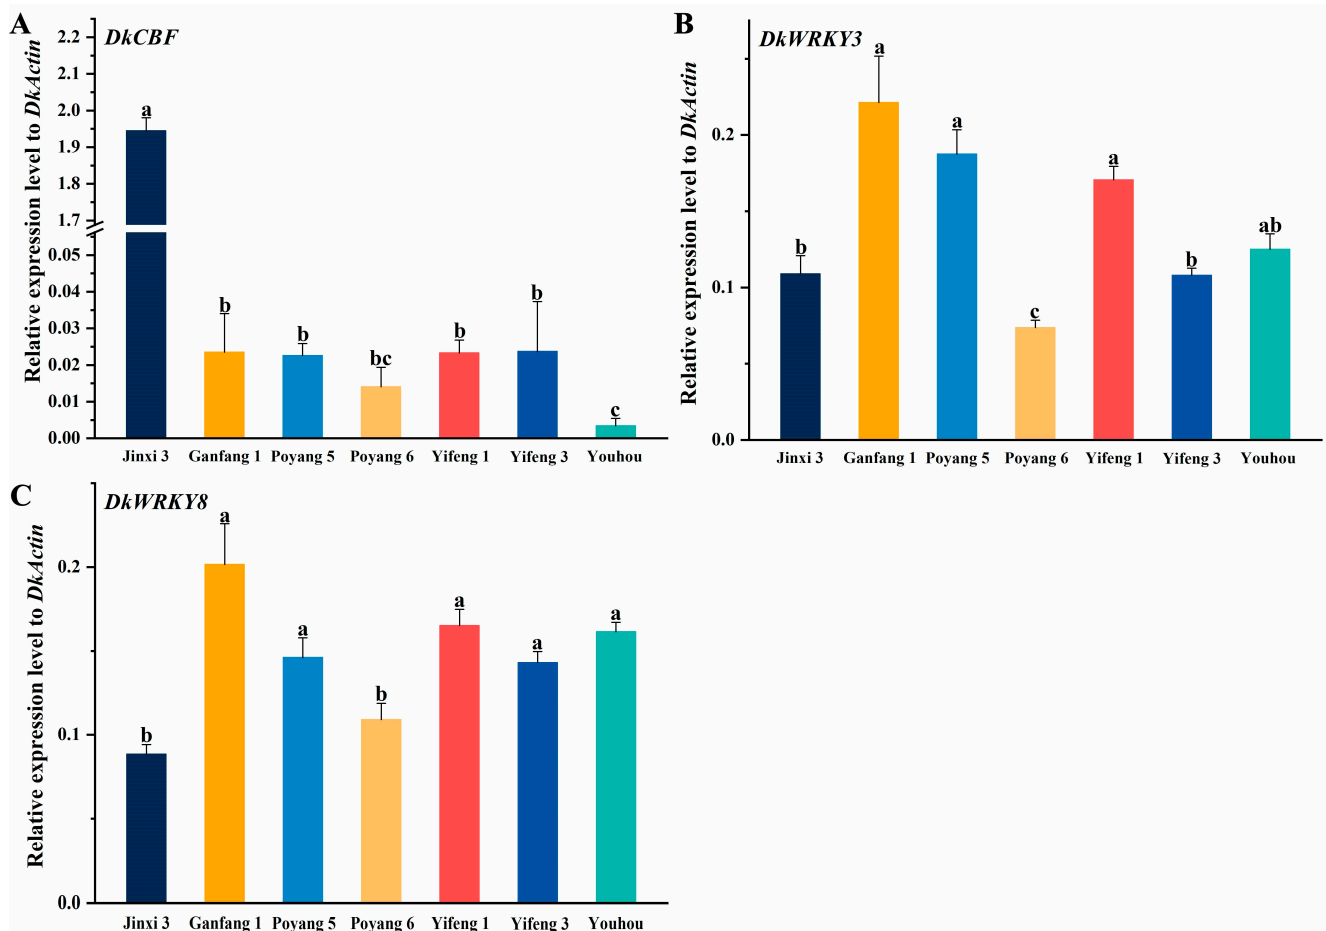 A
DkCBF
Relative expression level to DkActin
2.2
2.1
2.0
1.9
1.8
1.7
0.05
0.04
0.03
0.02
0.01
0.00
a
b
b
bc
b
b
c
Jinxi 3 Ganfang 1 Poyang 5 Poyang 6 Yifeng 1 Yifeng 3 Youhou
B
DkWRKY3
Relative expression level to DkActin
0.2
0.1
0.0
b
a
a
c
a
b
ab
Jinxi 3 Ganfang 1 Poyang 5 Poyang 6 Yifeng 1 Yifeng 3 Youhou
C
DkWRKY8
Relative expression level to DkActin
0.2
0.1
0.0
b
a
a
b
a
a
a
Jinxi 3 Ganfang 1 Poyang 5 Poyang 6 Yifeng 1 Yifeng 3 Youhou